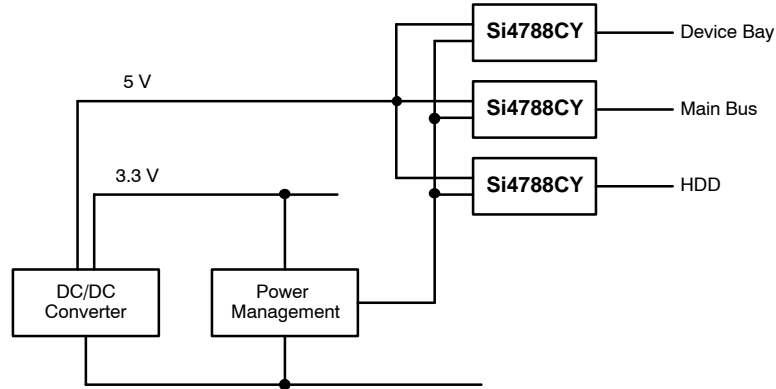 Si4788CY
Device Bay
5 V
Si4788CY
Main Bus
3.3 V
Si4788CY
HDD
DC/DC
Converter
Power
Management